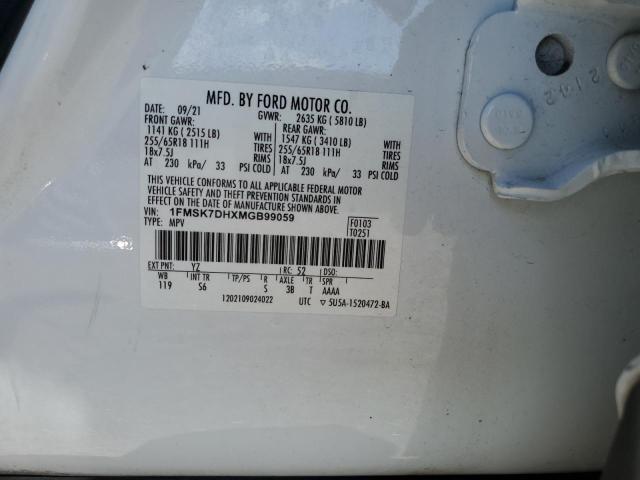 MFD. BY FORD MOTOR CO.
DATE: 09/21 GVWR: 2635 KG ( 5810 LB)
FRONT GAWR: REAR GAWR:
1141 KG ( 2515 LB) WITH 1547 KG ( 3410 LB) WITH
255/65R18 111H TIRES 255/65R18 111H TIRES
18x7.5J RIMS 18x7.5J RIMS
AT 230 kPa/ 33 PSI COLD AT 230 kPa/ 33 PSI COLD
THIS VEHICLE CONFORMS TO ALL APPLICABLE FEDERAL MOTOR
VEHICLE SAFETY AND THEFT PREVENTION STANDARDS IN
EFFECT ON THE DATE OF MANUFACTURE SHOWN ABOVE.
VIN: 1FMSK7DHXMGB99059 F0103
TYPE: MPV T0251
EXT PNT: YZ RC: 52 DSO:
WB INT TR TP/PS R AXLE TR SPR
119 S6 S 3B T AAAA
1202109024022 UTC ▽ 5U5A-1520472-BA
2142